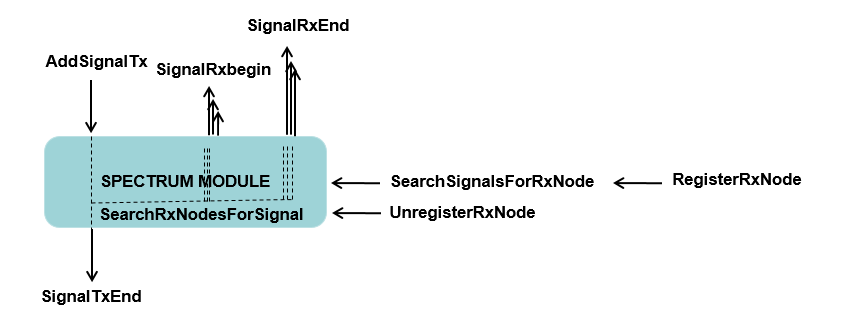 SignalRxEnd
AddSignalTx
SignalRxbegin
SPECTRUM MODULE
SearchSignalsForRxNode
RegisterRxNode
SearchRxNodesForSignal
UnregisterRxNode
SignalTxEnd